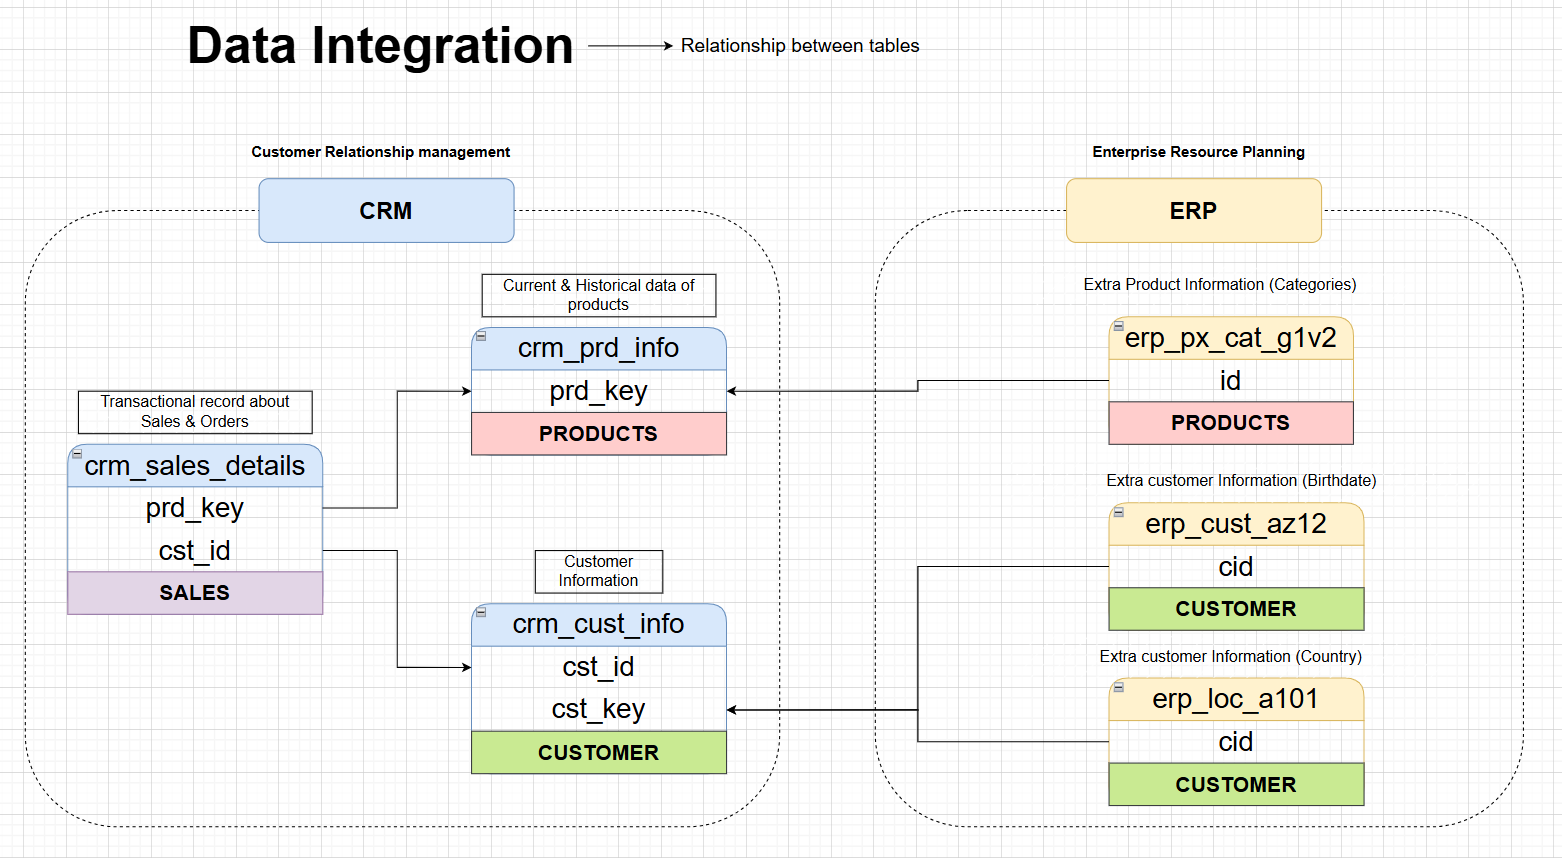 Data Integration
Relationship between tables
Customer Relationship management
CRM
Current & Historical data of
products
crm_prd_info
prd_key
PRODUCTS
Transactional record about
Sales & Orders
crm_sales_details
prd_key
cst_id
SALES
Customer
Information
crm_cust_info
cst_id
cst_key
CUSTOMER
Enterprise Resource Planning
ERP
Extra Product Information (Categories)
erp_px_cat_g1v2
id
PRODUCTS
Extra customer Information (Birthdate)
erp_cust_az12
cid
CUSTOMER
Extra customer Information (Country)
erp_loc_a101
cid
CUSTOMER